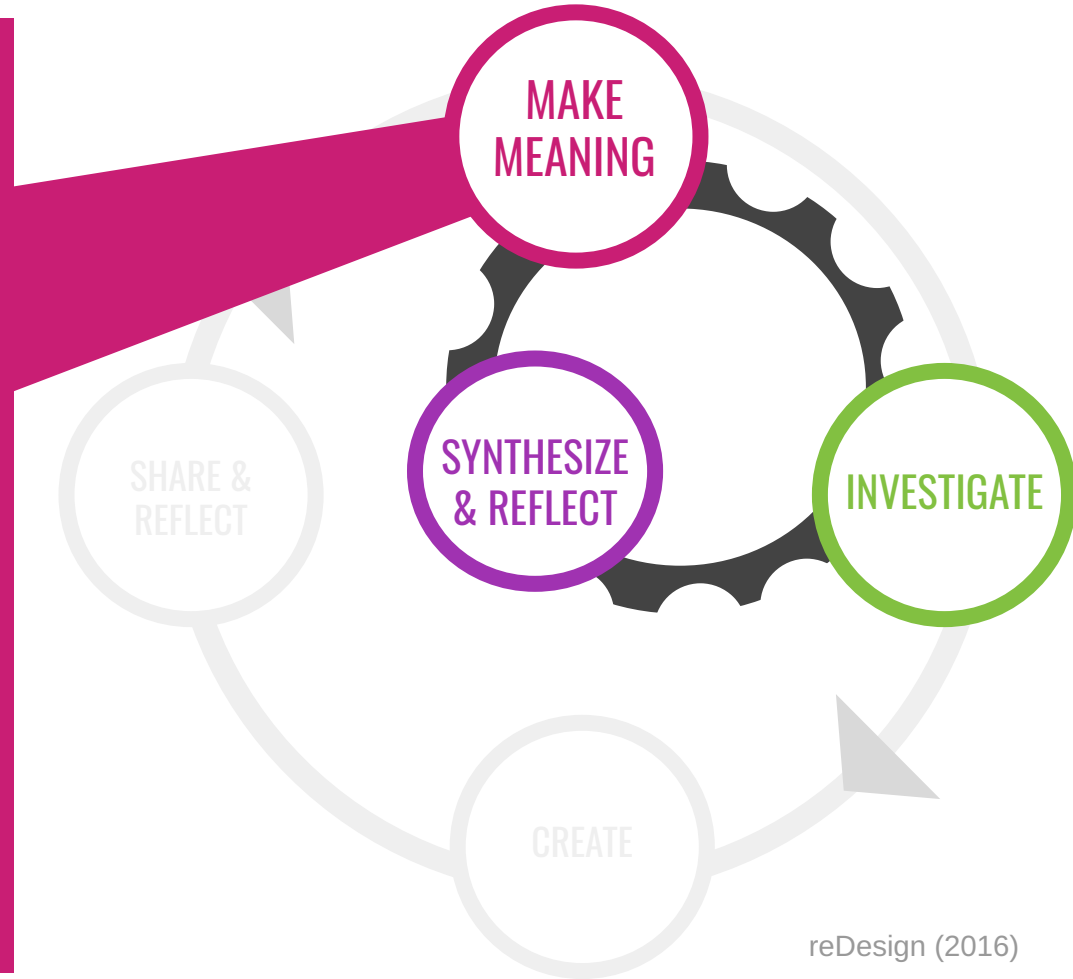 MAKE
MEANING
SYNTHESIZE
& REFLECT
INVESTIGATE
SHARE &
REFLECT
CREATE
reDesign (2016)